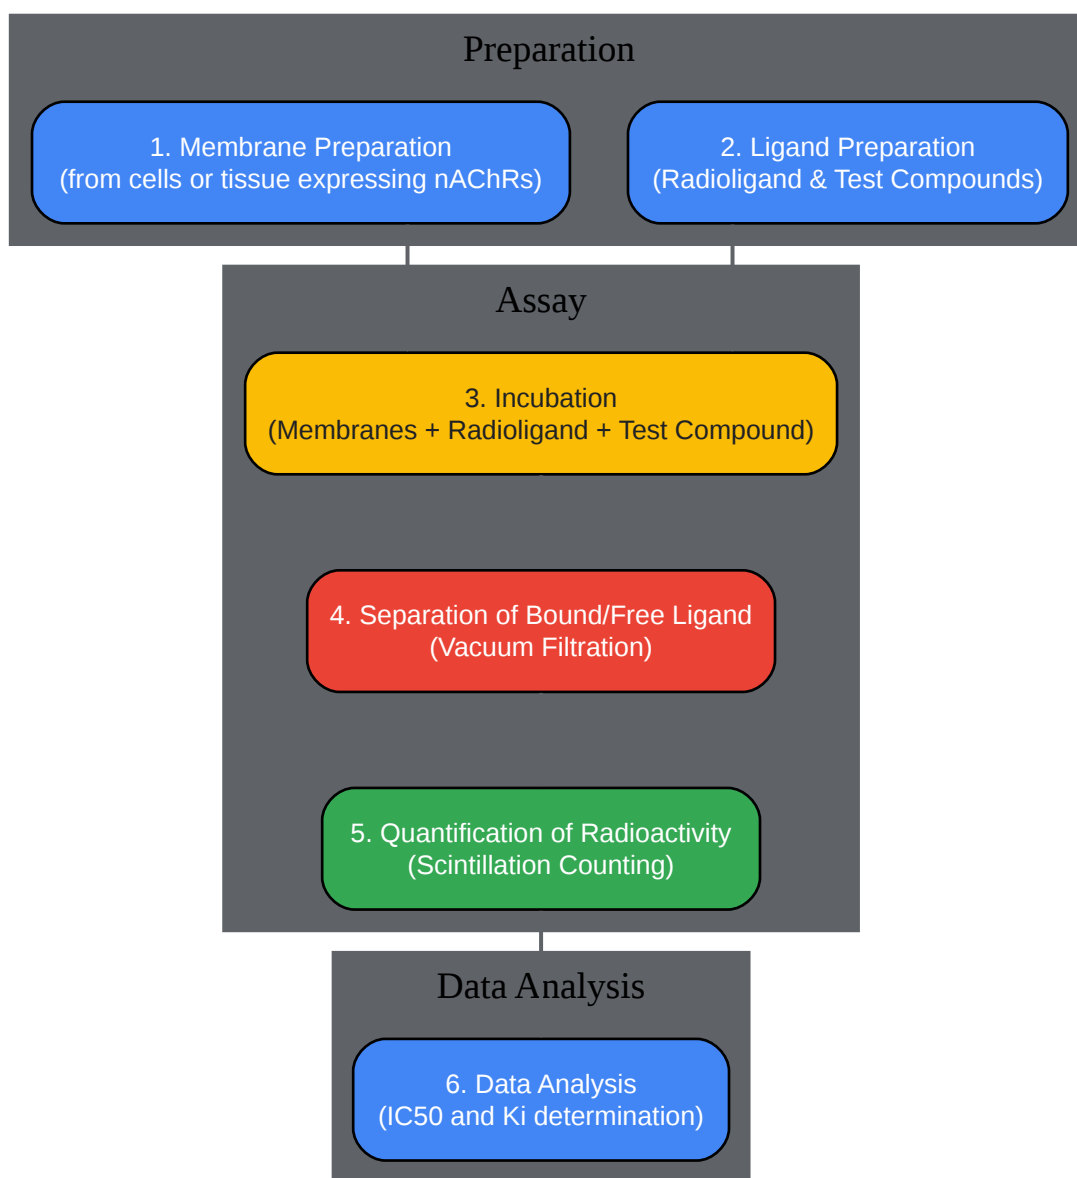 Preparation
1. Membrane Preparation
(from cells or tissue expressing nAChRs)
2. Ligand Preparation
(Radioligand & Test Compounds)
Assay
3. Incubation
(Membranes + Radioligand + Test Compound)
4. Separation of Bound/Free Ligand
(Vacuum Filtration)
5. Quantification of Radioactivity
(Scintillation Counting)
Data Analysis
6. Data Analysis
(IC50 and Ki determination)